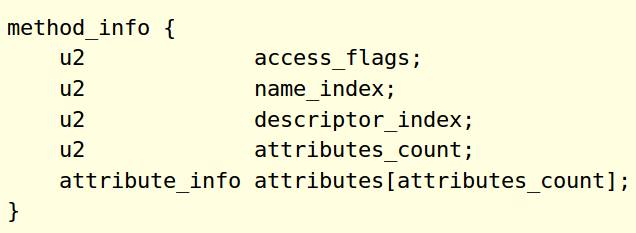 method_info {
    u2             access_flags;
    u2             name_index;
    u2             descriptor_index;
    u2             attributes_count;
    attribute_info attributes[attributes_count];
}